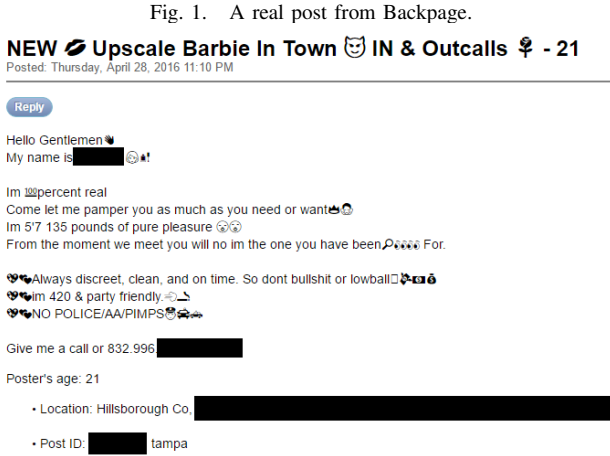 Fig. 1. A real post from Backpage.
NEW 💋 Upscale Barbie In Town 😈 IN & Outcalls 🌹 - 21
Posted: Thursday, April 28, 2016 11:10 PM
Reply
Hello Gentlemen
My name is
Im 💯percent real
Come let me pamper you as much as you need or want
Im 5'7 135 pounds of pure pleasure
From the moment we meet you will no im the one you have been🔎👀👀 For.
Always discreet, clean, and on time. So dont bullshit or lowball
im 420 & party friendly.
NO POLICE/AA/PIMPS
Give me a call or 832.996.
Poster's age: 21
• Location: Hillsborough Co,
• Post ID: tampa